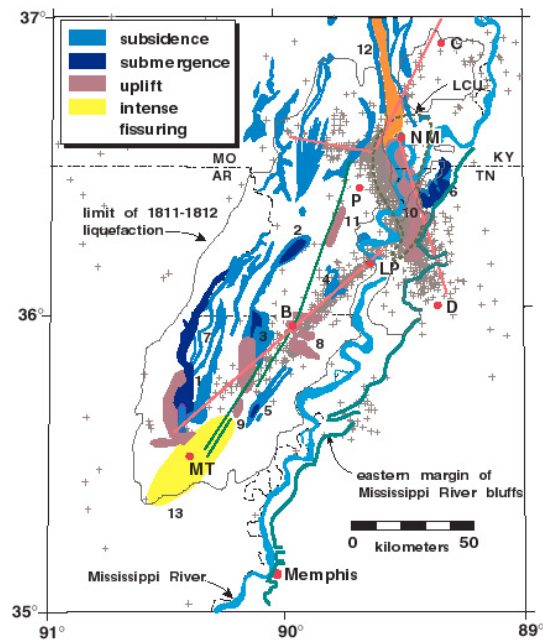 37°
subsidence
submergence
uplift
intense
fissuring
12
C
LCU
NM
MO
AR
KY
TN
limit of 1811-1812
liquefaction
P
6
10
11
2
LP
4
36°
B
D
7
3
8
1
5
9
MT
13
eastern margin of
Mississippi River bluffs
0
50
kilometers
Mississippi River
Memphis
35°
91°
90°
89°